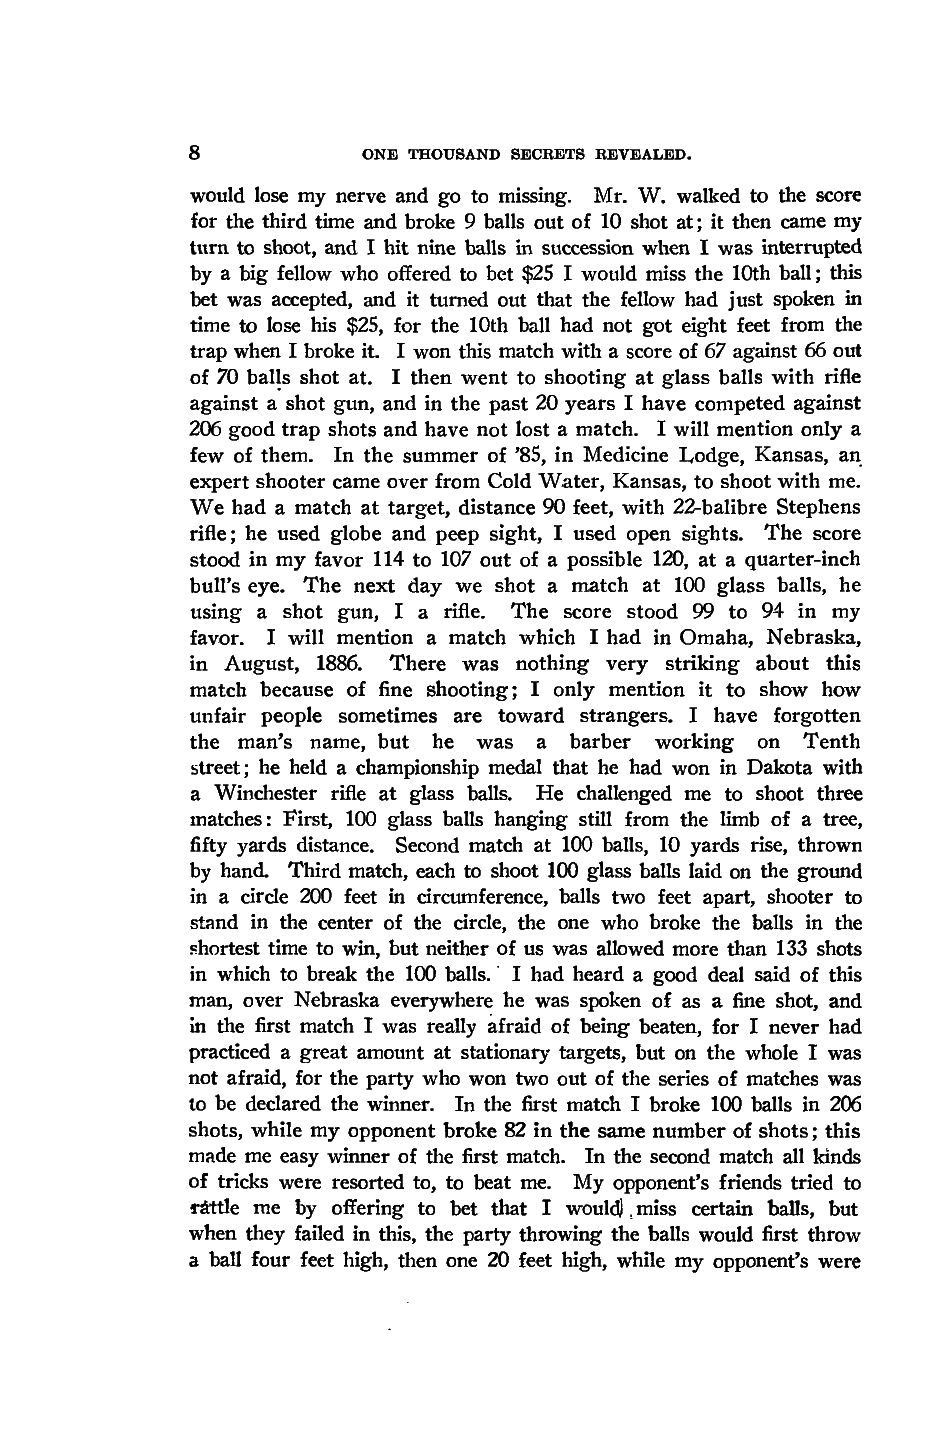 8 ONE THOUSAND SECRETS REVEALED.
would lose my nerve and go to missing. Mr. W. walked to the score
for the third time and broke 9 balls out of 10 shot at; it then came my
turn to shoot, and I hit nine balls in succession when I was interrupted
by a big fellow who offered to bet $25 I would miss the 10th ball; this
bet was accepted, and it turned out that the fellow had just spoken in
time to lose his $25, for the 10th ball had not got eight feet from the
trap when I broke it. I won this match with a score of 67 against 66 out
of 70 balls shot at. I then went to shooting at glass balls with rifle
against a shot gun, and in the past 20 years I have competed against
206 good trap shots and have not lost a match. I will mention only a
few of them. In the summer of '85, in Medicine Lodge, Kansas, an
expert shooter came over from Cold Water, Kansas, to shoot with me.
We had a match at target, distance 90 feet, with 22-balibre Stephens
rifle; he used globe and peep sight, I used open sights. The score
stood in my favor 114 to 107 out of a possible 120, at a quarter-inch
bull's eye. The next day we shot a match at 100 glass balls, he
using a shot gun, I a rifle. The score stood 99 to 94 in my
favor. I will mention a match which I had in Omaha, Nebraska,
in August, 1886. There was nothing very striking about this
match because of fine shooting; I only mention it to show how
unfair people sometimes are toward strangers. I have forgotten
the man's name, but he was a barber working on Tenth
street; he held a championship medal that he had won in Dakota with
a Winchester rifle at glass balls. He challenged me to shoot three
matches: First, 100 glass balls hanging still from the limb of a tree,
fifty yards distance. Second match at 100 balls, 10 yards rise, thrown
by hand. Third match, each to shoot 100 glass balls laid on the ground
in a circle 200 feet in circumference, balls two feet apart, shooter to
stand in the center of the circle, the one who broke the balls in the
shortest time to win, but neither of us was allowed more than 133 shots
in which to break the 100 balls. I had heard a good deal said of this
man, over Nebraska everywhere he was spoken of as a fine shot, and
in the first match I was really afraid of being beaten, for I never had
practiced a great amount at stationary targets, but on the whole I was
not afraid, for the party who won two out of the series of matches was
to be declared the winner. In the first match I broke 100 balls in 206
shots, while my opponent broke 82 in the same number of shots; this
made me easy winner of the first match. In the second match all kinds
of tricks were resorted to, to beat me. My opponent's friends tried to
rattle me by offering to bet that I would miss certain balls, but
when they failed in this, the party throwing the balls would first throw
a ball four feet high, then one 20 feet high, while my opponent's were